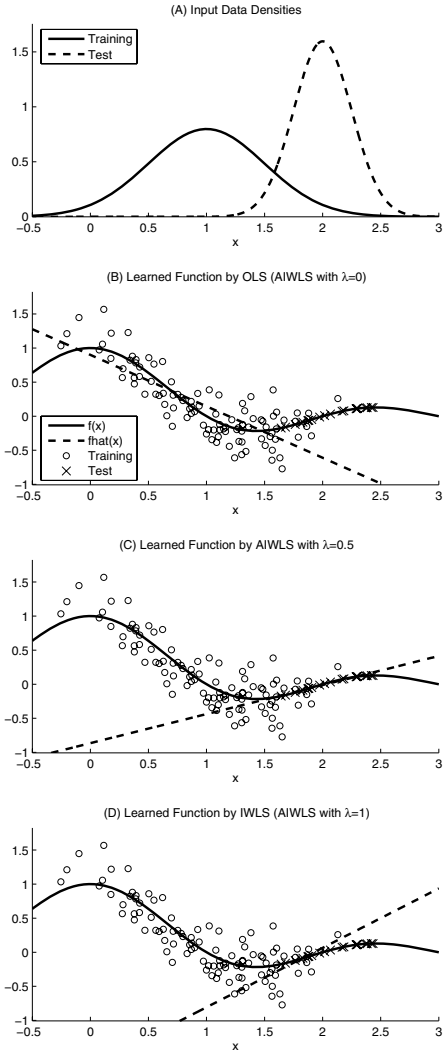 (A) Input Data Densities
Training
Test
1.5
1
0.5
0
−0.5 0 0.5 1 1.5 2 2.5 3
x
(B) Learned Function by OLS (AIWLS with λ=0)
1.5
1
0.5
0
−0.5
−1
f(x)
fhat(x)
Training
Test
−0.5 0 0.5 1 1.5 2 2.5 3
x
(C) Learned Function by AIWLS with λ=0.5
1.5
1
0.5
0
−0.5
−1
−0.5 0 0.5 1 1.5 2 2.5 3
x
(D) Learned Function by IWLS (AIWLS with λ=1)
1.5
1
0.5
0
−0.5
−1
−0.5 0 0.5 1 1.5 2 2.5 3
x